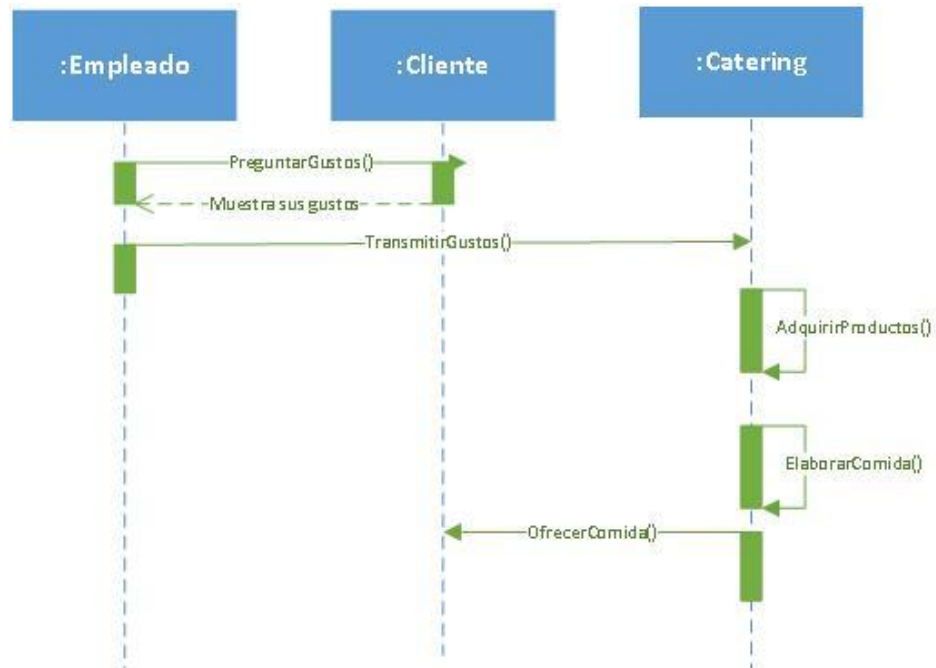 :Empleado
:Cliente
:Catering
PreguntarGustos()
Muestra sus gustos
TransmitirGustos()
AdquirirProductos()
ElaborarComida()
OfrecerComida()